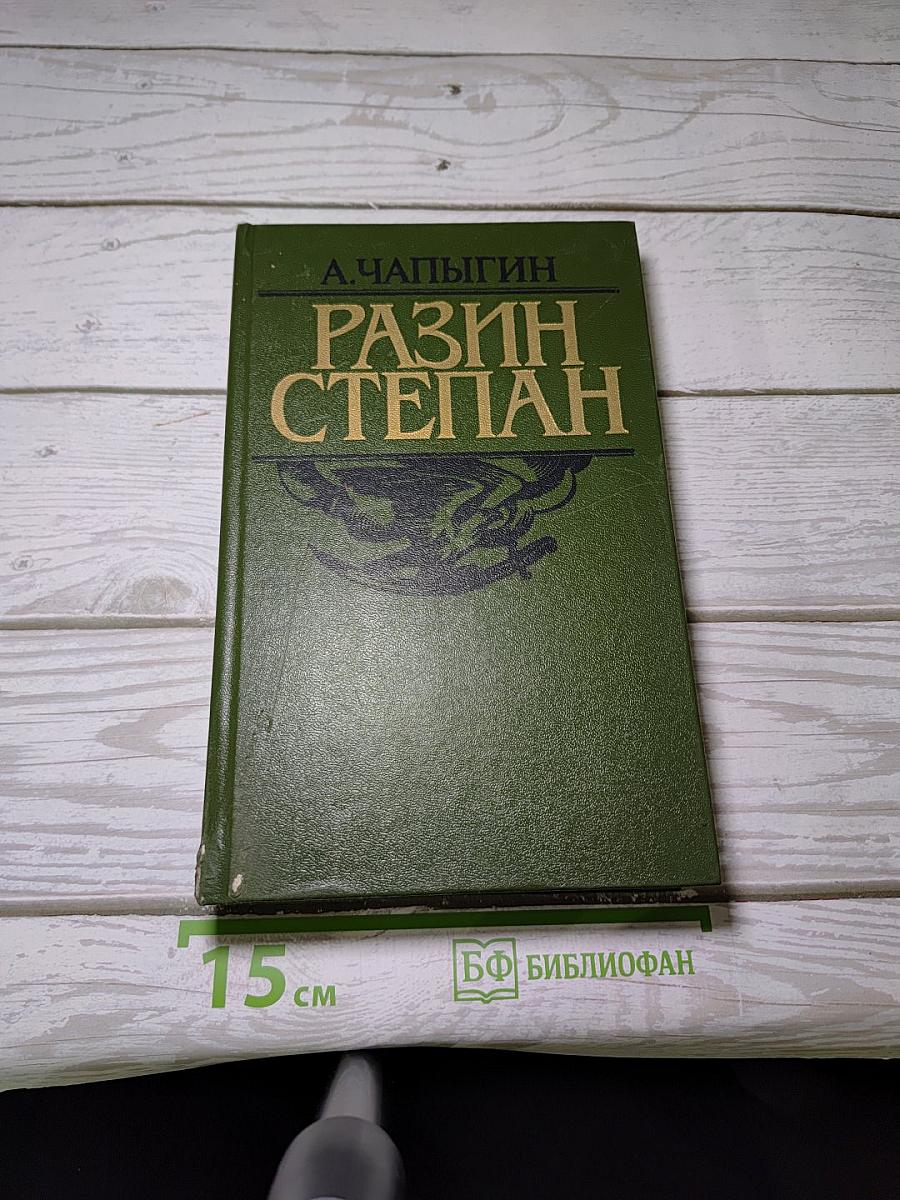 А. ЧАПЫГИН
РАЗИН
СТЕПАН
15 см
БФ БИБЛИОФАН